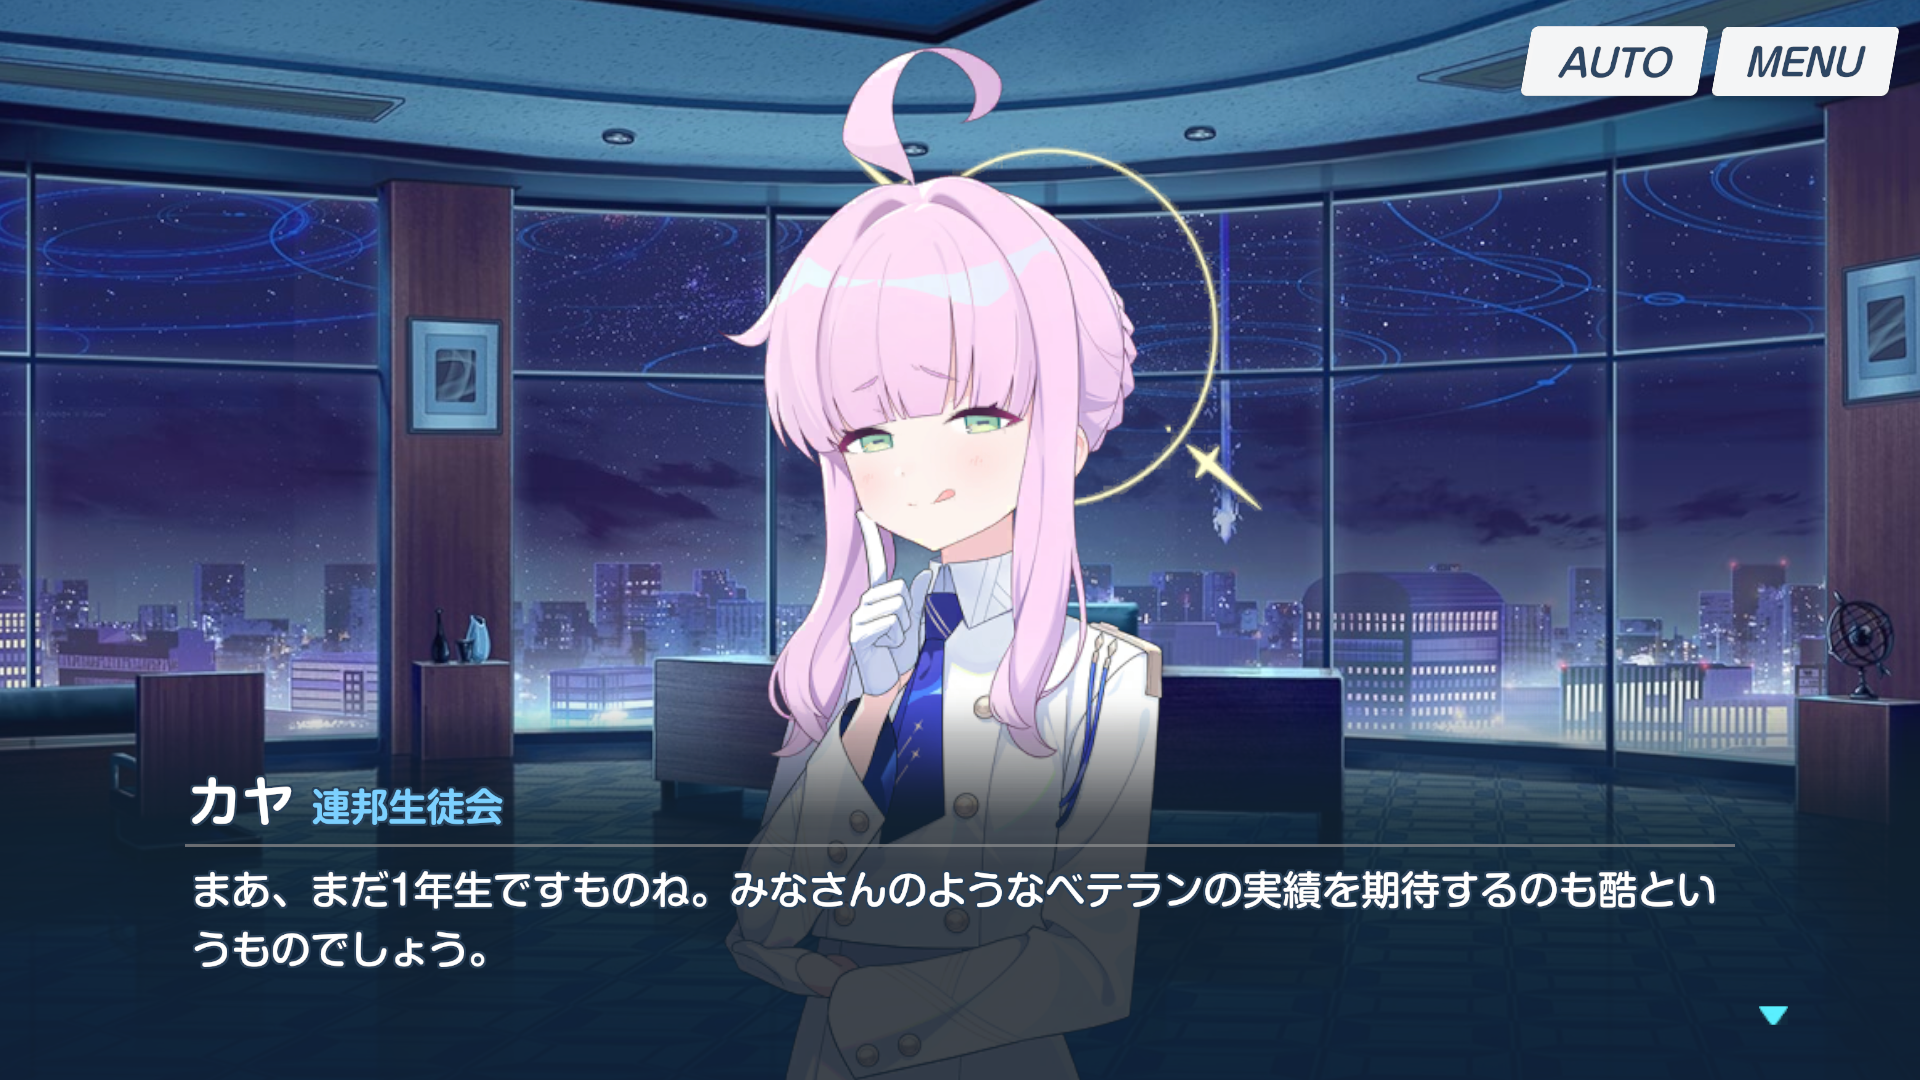 AUTO
MENU
カヤ 連邦生徒会
まあ、まだ1年生ですものね。みなさんのようなベテランの実績を期待するのも酷とい
うものでしょう。